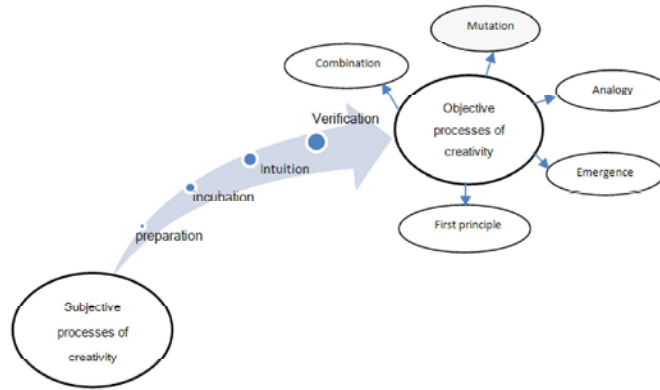 Mutation
Combination
Analogy
Objective
processes of
creativity
Verification
Intuition
Emergence
incubation
First principle
preparation
Subjective
processes of
creativity